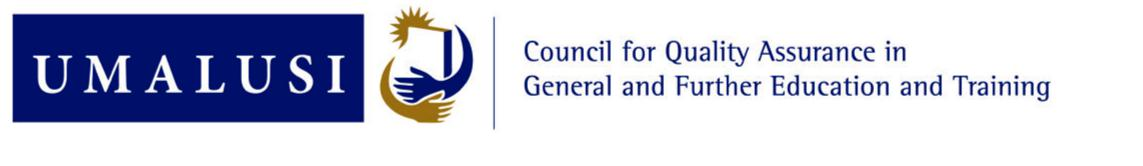 UMALUSI
Council for Quality Assurance in
General and Further Education and Training